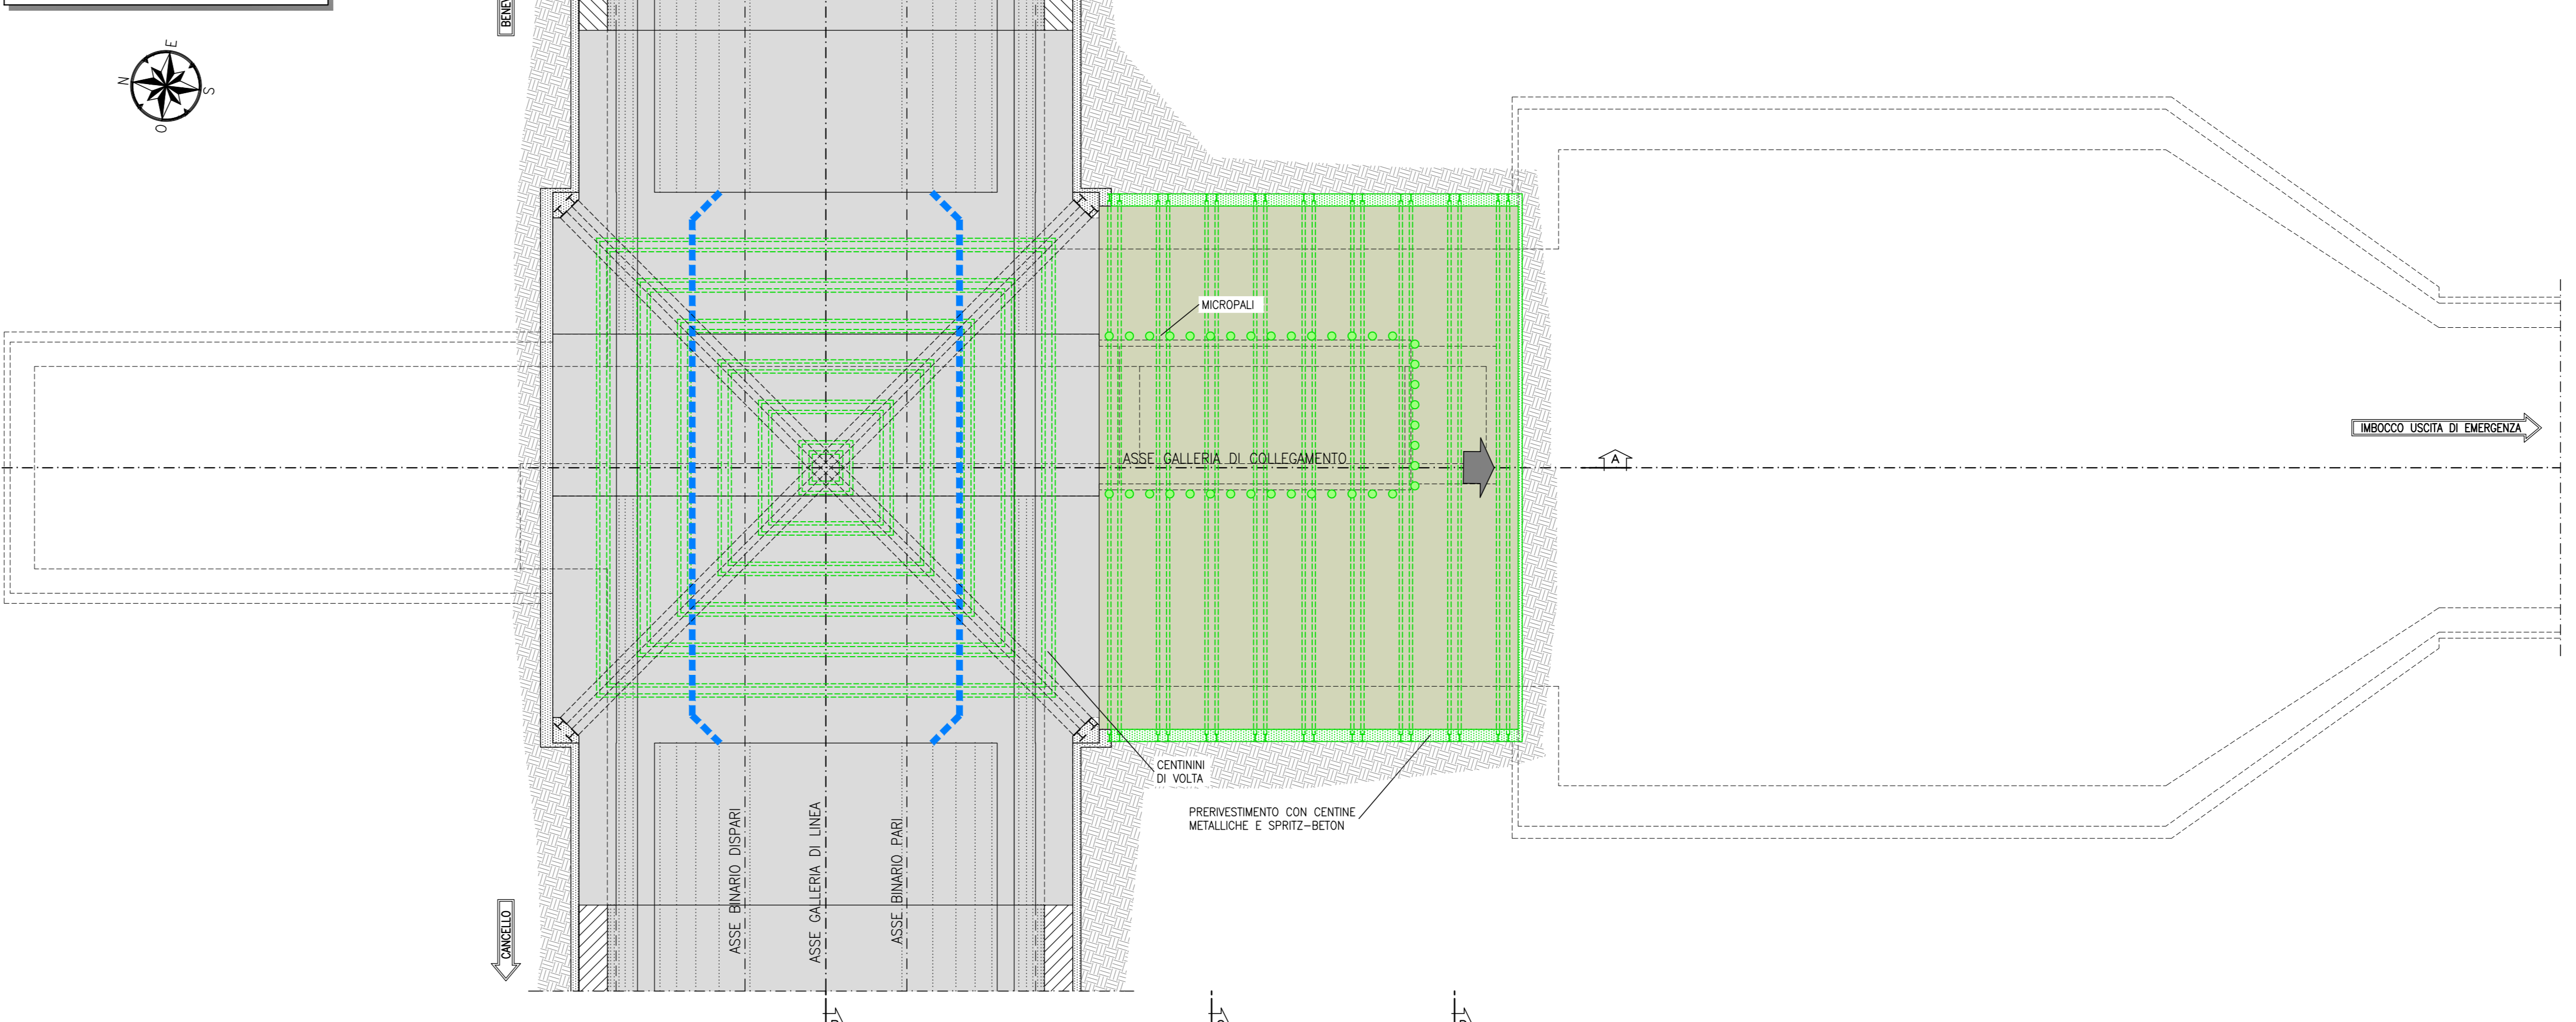 E
N
S
O
MICROPALI
ASSE GALLERIA DI COLLEGAMENTO
A
IMBOCCO USCITA DI EMERGENZA
CENTININI
DI VOLTA
PRERIVESTIMENTO CON CENTINE
METALLICHE E SPRITZ-BETON
ASSE BINARIO DISPARI
ASSE GALLERIA DI LINEA
ASSE BINARIO PARI
CANCELLO